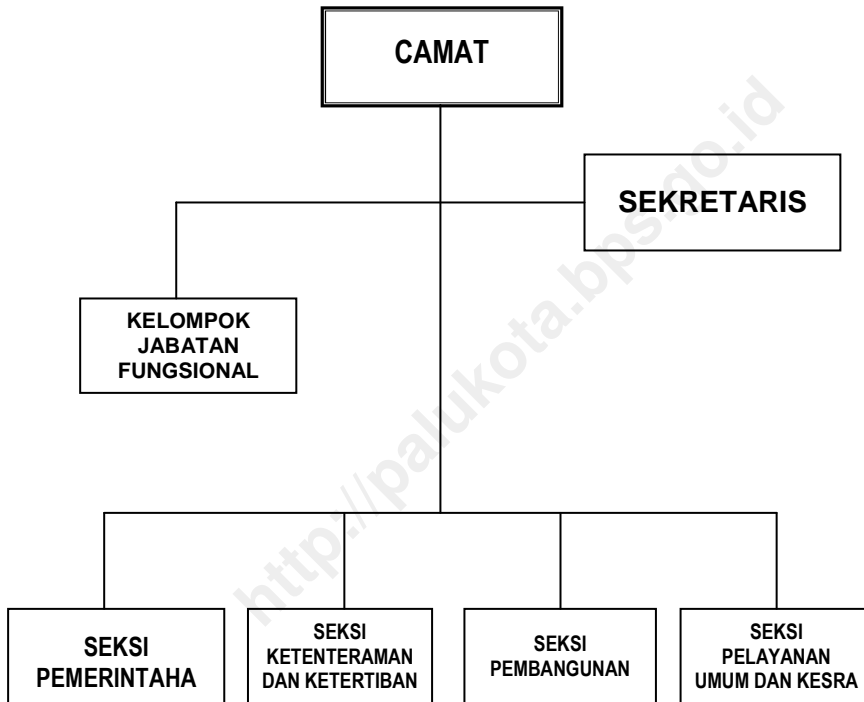 CAMAT
SEKRETARIS
KELOMPOK
JABATAN
FUNGSIONAL
SEKSI
PEMERINTAHA
SEKSI
KETENTERAMAN
DAN KETERTIBAN
SEKSI
PEMBANGUNAN
SEKSI
PELAYANAN
UMUM DAN KESRA
http://palukota.bps.go.id